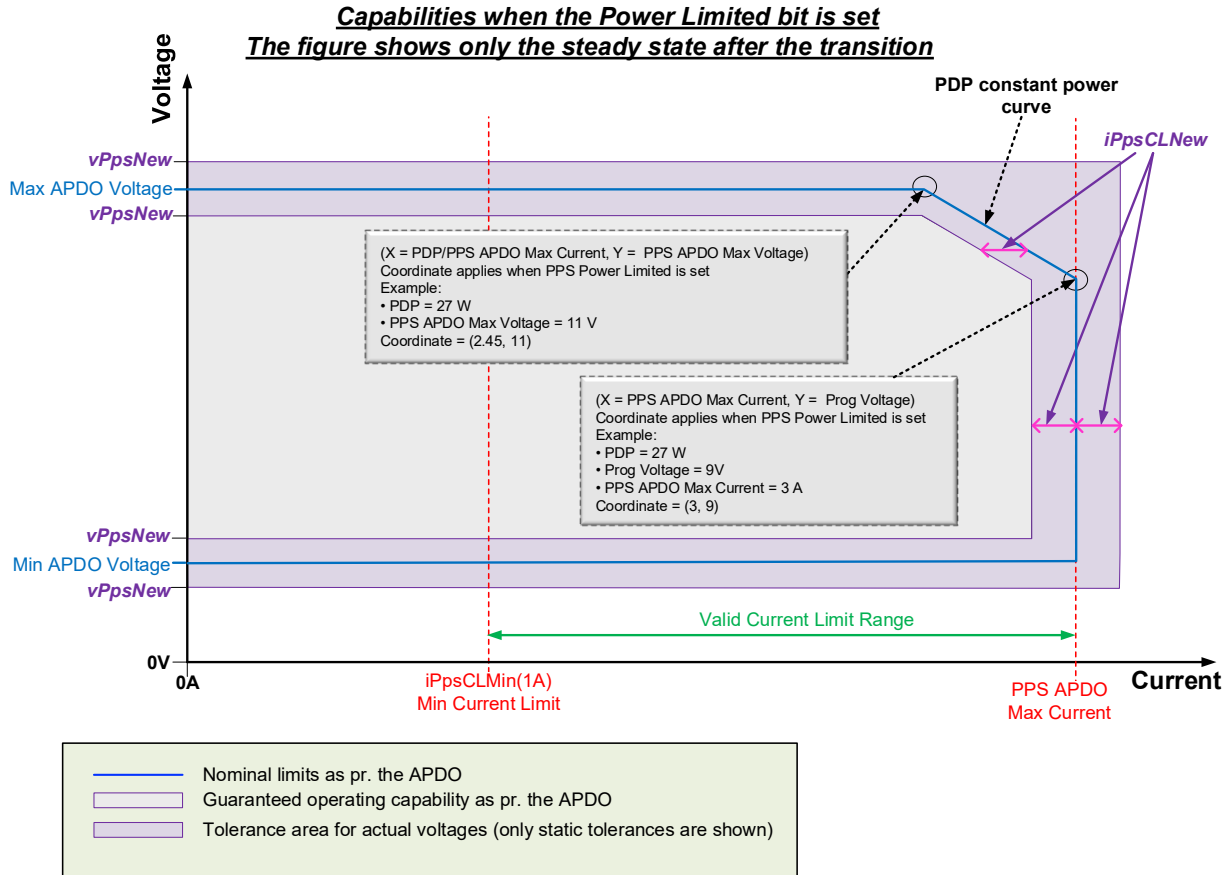 Capabilities when the Power Limited bit is set
The figure shows only the steady state after the transition
Voltage
PDP constant power
curve
iPpsCLNew
vPpsNew
Max APDO Voltage
vPpsNew
(X = PDP/PPS APDO Max Current, Y =  PPS APDO Max Voltage)
Coordinate applies when PPS Power Limited is set
Example:
• PDP = 27 W
• PPS APDO Max Voltage = 11 V
Coordinate = (2.45, 11)
(X = PPS APDO Max Current, Y =  Prog Voltage)
Coordinate applies when PPS Power Limited is set
Example:
• PDP = 27 W
• Prog Voltage = 9V
• PPS APDO Max Current = 3 A
Coordinate = (3, 9)
vPpsNew
Min APDO Voltage
vPpsNew
Valid Current Limit Range
0V
0A
iPpsCLMin(1A)
Min Current Limit
PPS APDO
Max Current
Current
Nominal limits as pr. the APDO
Guaranteed operating capability as pr. the APDO
Tolerance area for actual voltages (only static tolerances are shown)